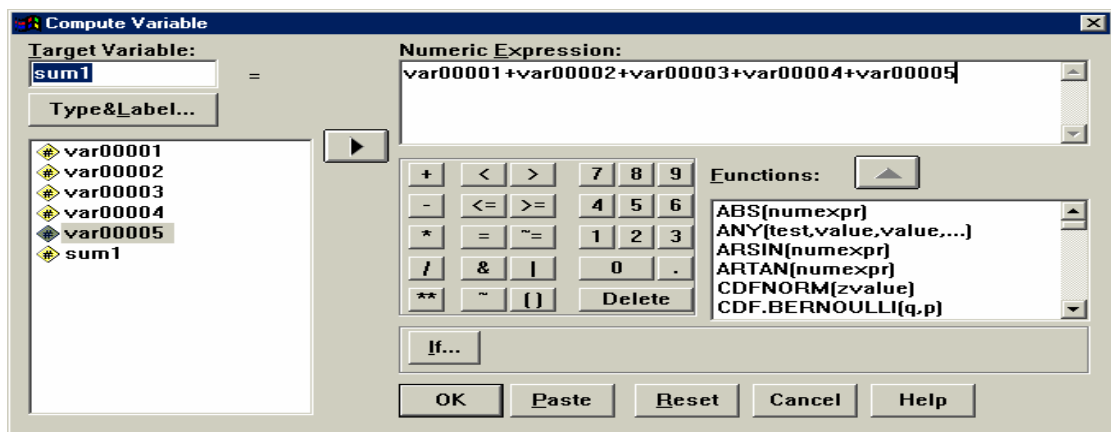 Compute Variable
Target Variable:
sum1
=
Type&Label...
Numeric Expression:
var00001+var00002+var00003+var00004+var00005
var00001
var00002
var00003
var00004
var00005
sum1
+ < > 7 8 9
- <= >= 4 5 6
* = ~= 1 2 3
/ & | 0 .
** ~ () Delete
Functions:
ABS(numexpr)
ANY(test,value,value,...)
ARSIN(numexpr)
ARTAN(numexpr)
CDFNORM(zvalue)
CDF.BERNOULLI(q,p)
If...
OK Paste Reset Cancel Help